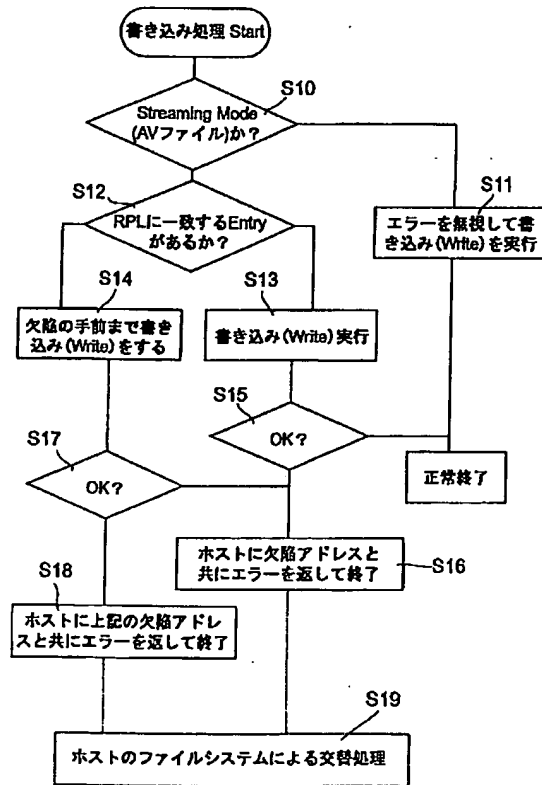 書き込み処理 Start
S10
Streaming Mode
(AVファイル)か？
S12
RPLに一致するEntry
があるか？
S11
エラーを無視して書
き込み(Write)を実行
S14
欠陥の手前まで書き
込み(Write)をする
S13
書き込み(Write)実行
S15
OK？
S17
OK？
正常終了
ホストに欠陥アドレスと
共にエラーを返して終了
S16
S18
ホストに上記の欠陥アドレ
スと共にエラーを返して終了
S19
ホストのファイルシステムによる交替処理